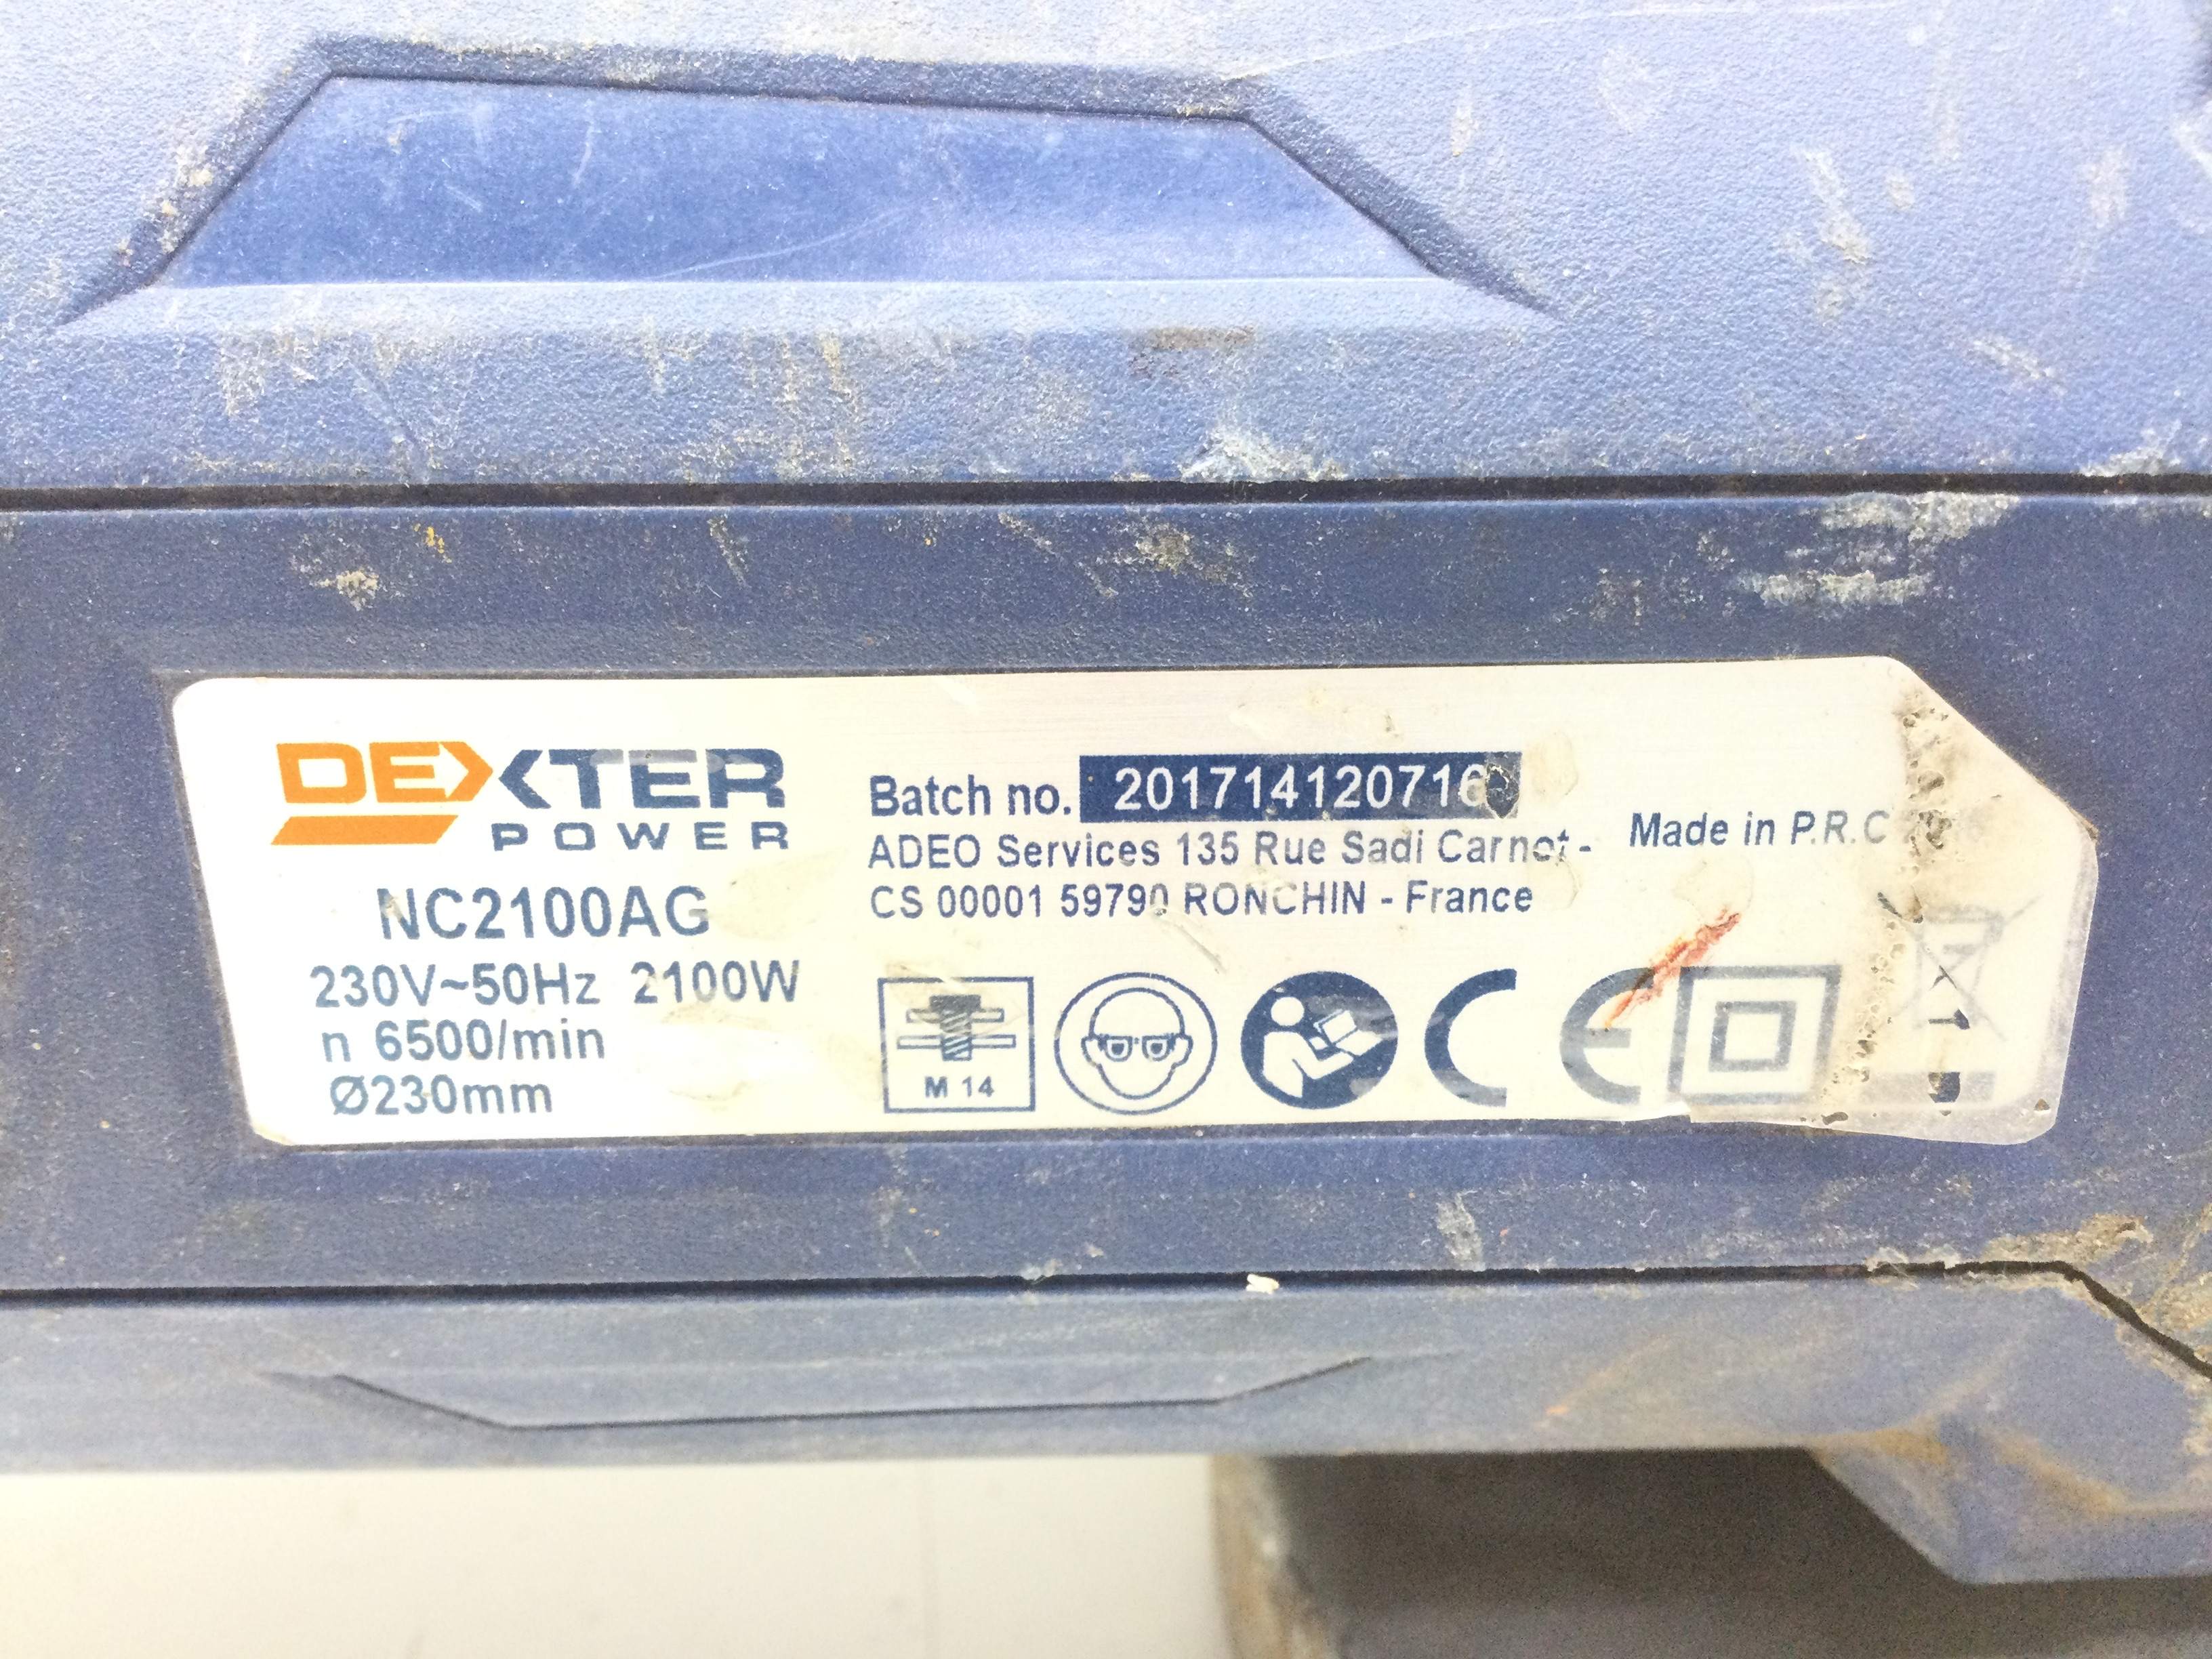 DEXTER
POWER
NC2100AG
230V~50Hz 2100W
n 6500/min
Ø230mm
Batch no.
ADEO Services 135 Rue Sadi Carnot -
CS 00001 59790 RONCHIN - France
Made in P.R.C
M 14
CE